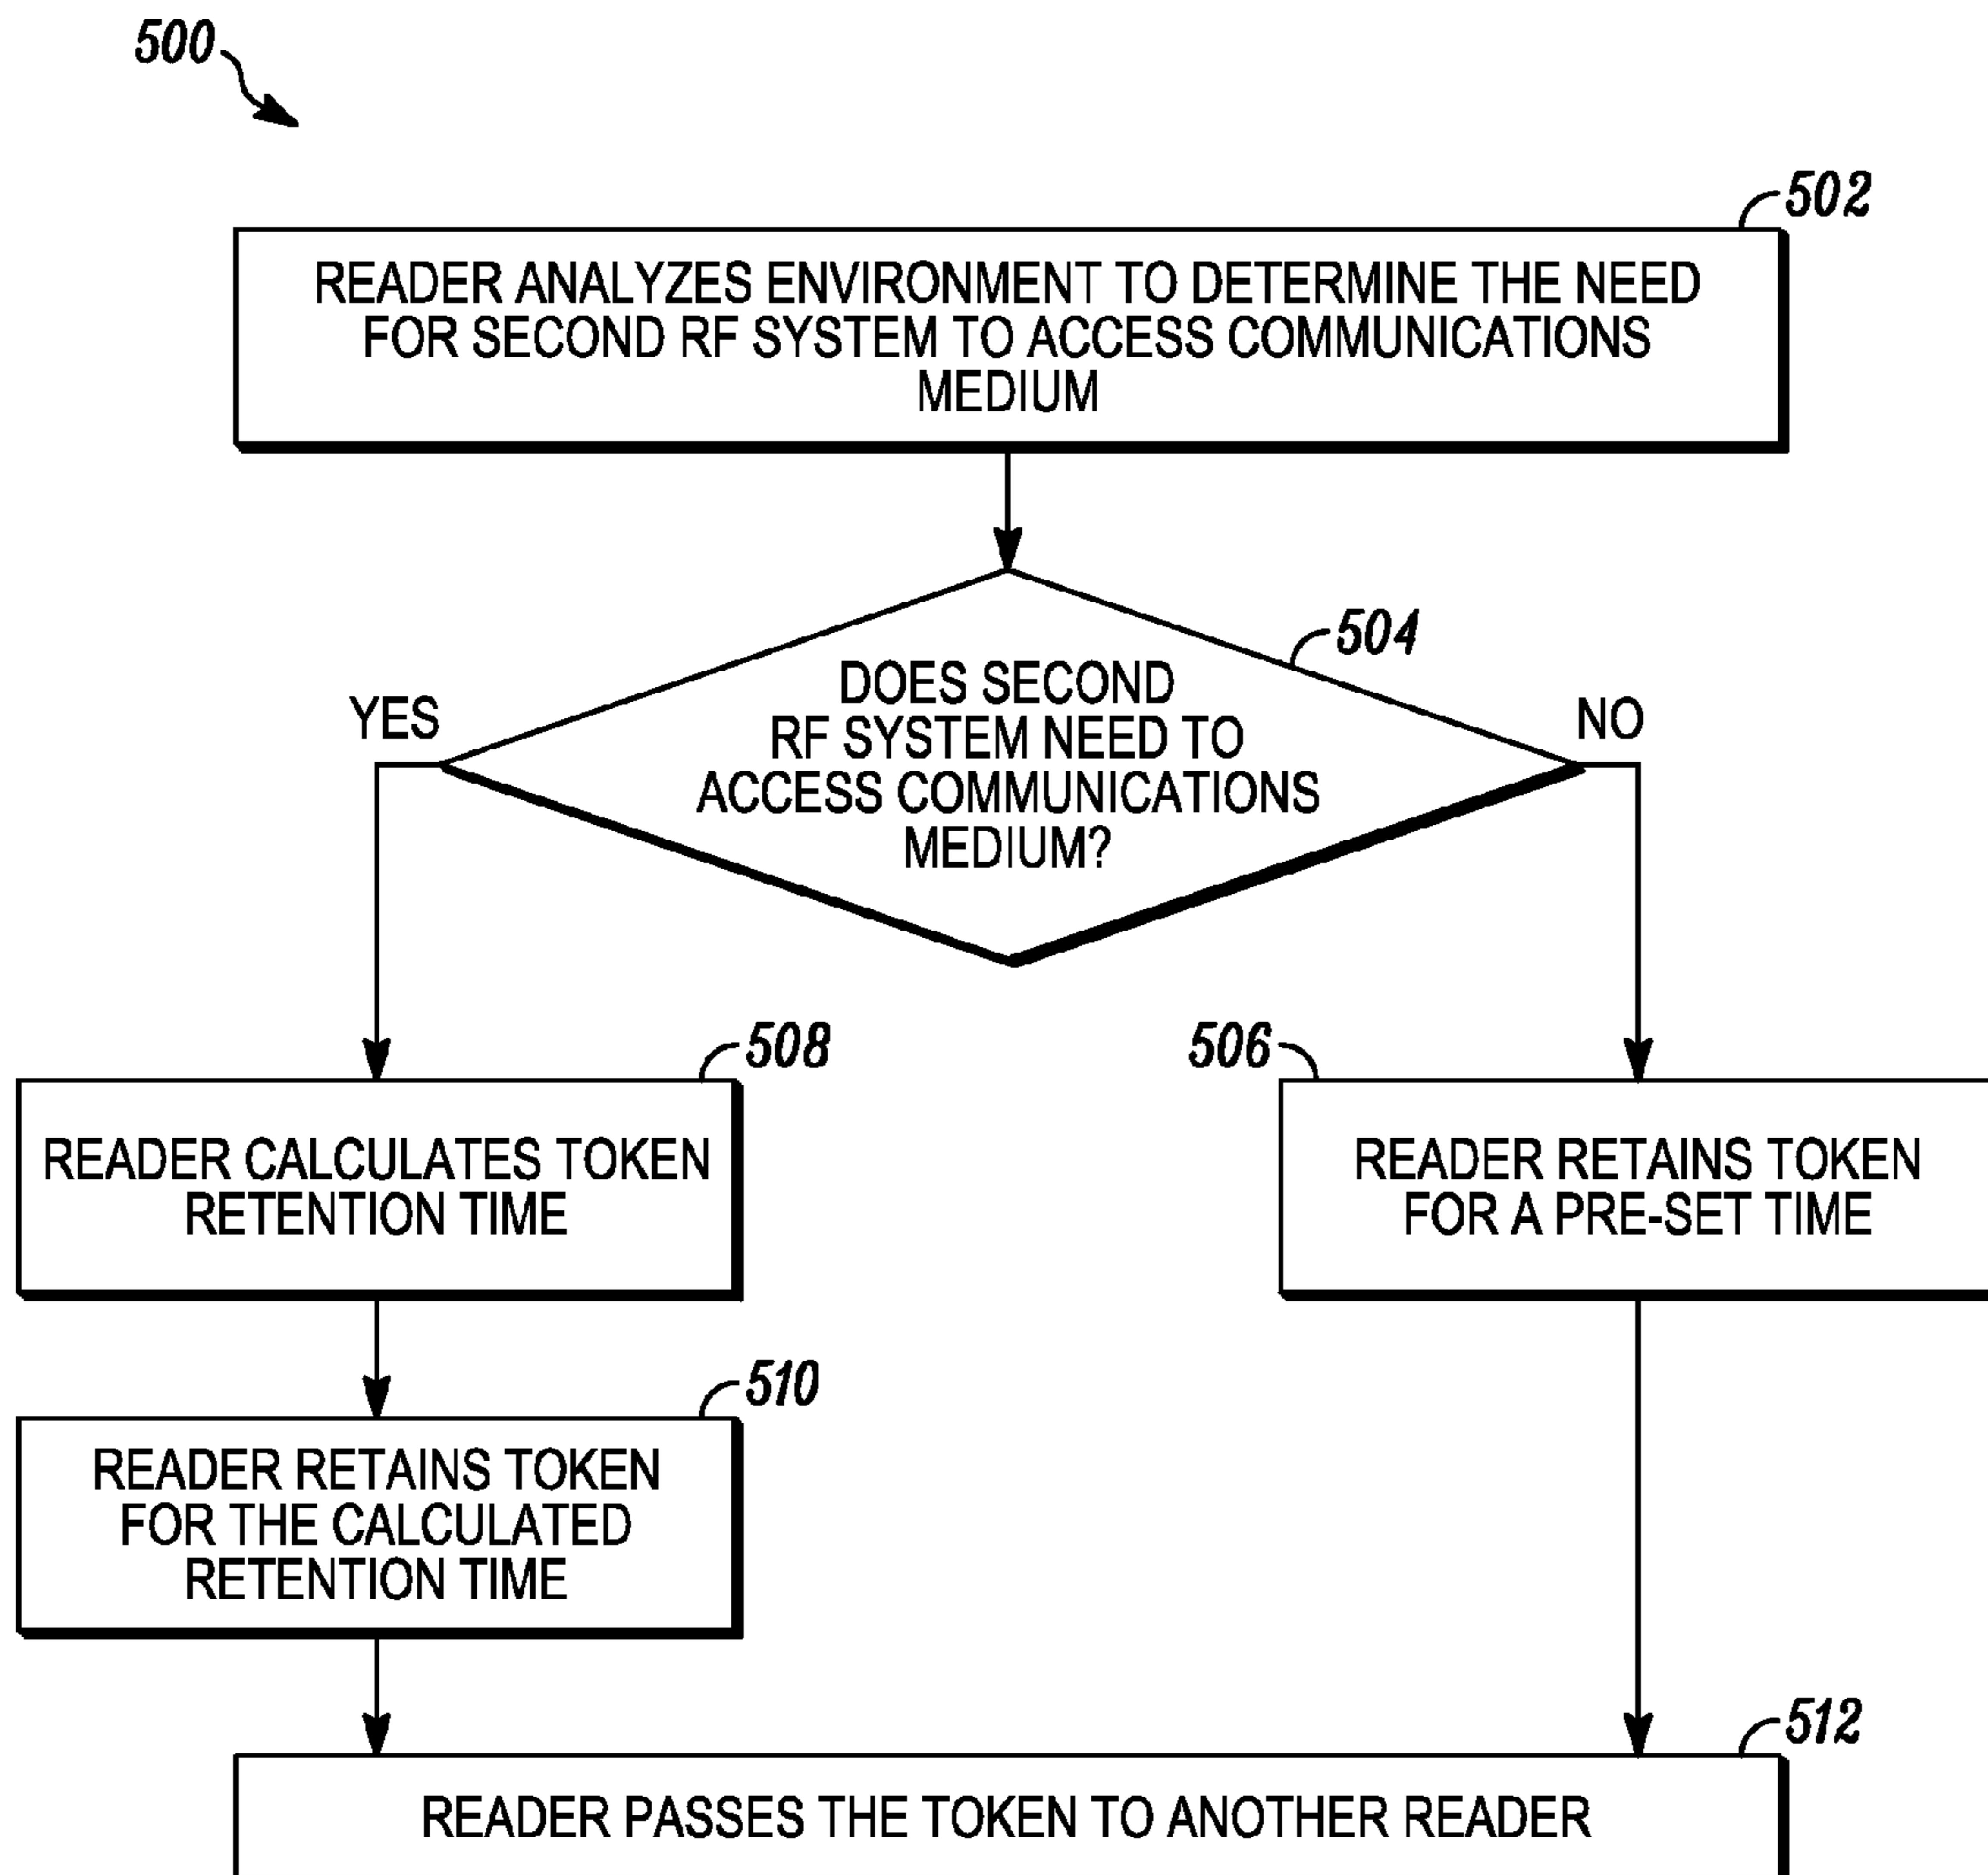 500
502
READER ANALYZES ENVIRONMENT TO DETERMINE THE NEED
FOR SECOND RF SYSTEM TO ACCESS COMMUNICATIONS
MEDIUM
504
DOES SECOND
RF SYSTEM NEED TO
ACCESS COMMUNICATIONS
MEDIUM?
YES
NO
508
READER CALCULATES TOKEN
RETENTION TIME
506
READER RETAINS TOKEN
FOR A PRE-SET TIME
510
READER RETAINS TOKEN
FOR THE CALCULATED
RETENTION TIME
512
READER PASSES THE TOKEN TO ANOTHER READER